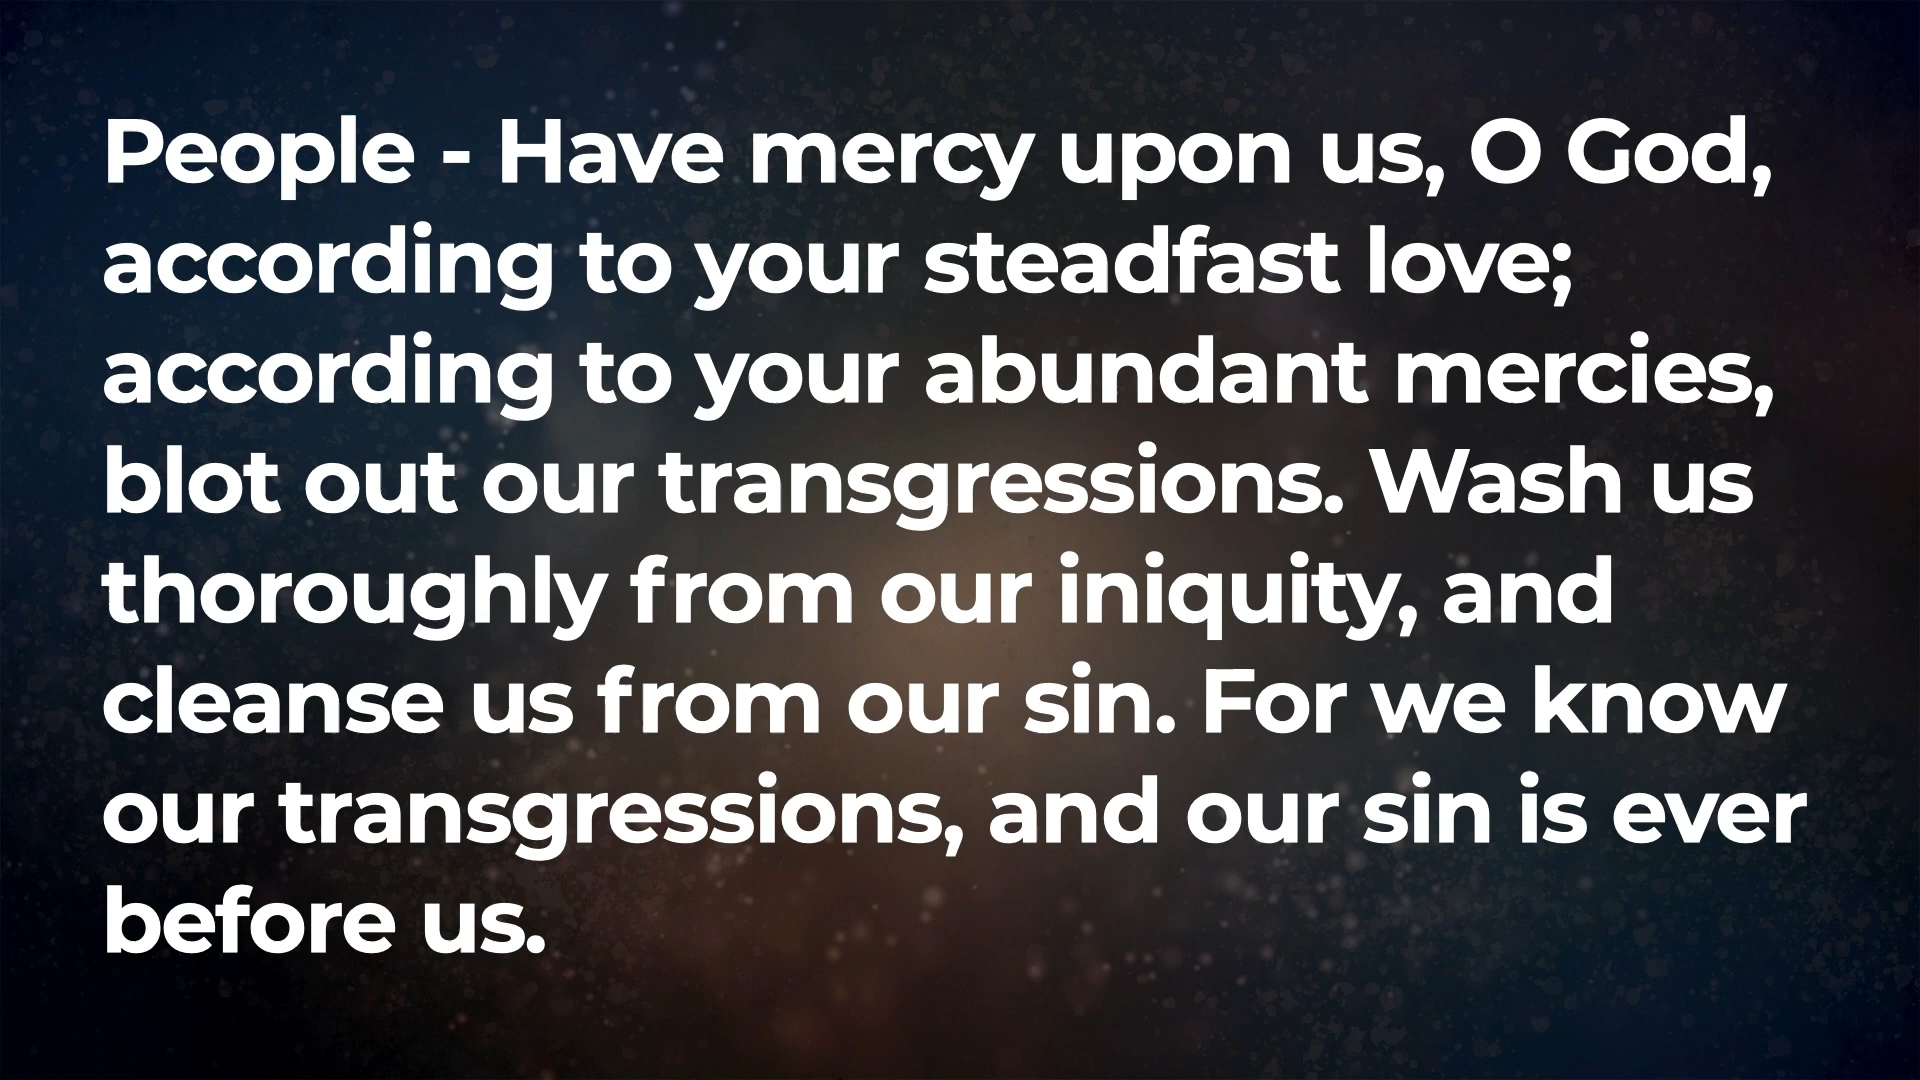 People - Have mercy upon us, O God,
according to your steadfast love;
according to your abundant mercies,
blot out our transgressions. Wash us
thoroughly from our iniquity, and
cleanse us from our sin. For we know
our transgressions, and our sin is ever
before us.